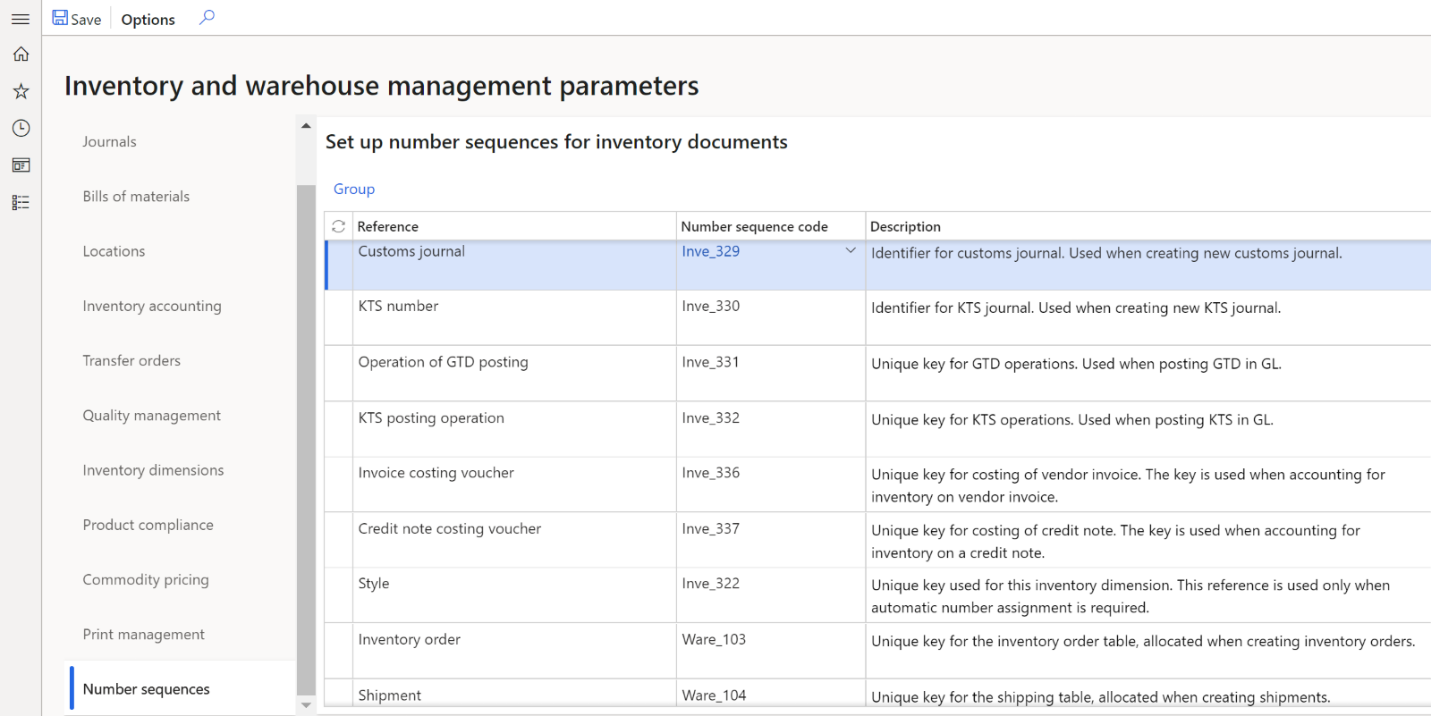 Save
Options
Inventory and warehouse management parameters
Journals
Bills of materials
Locations
Inventory accounting
Transfer orders
Quality management
Inventory dimensions
Product compliance
Commodity pricing
Print management
Number sequences
Set up number sequences for inventory documents
Group
Reference Number sequence code Description
Customs journal Inve_329 Identifier for customs journal. Used when creating new customs journal.
KTS number Inve_330 Identifier for KTS journal. Used when creating new KTS journal.
Operation of GTD posting Inve_331 Unique key for GTD operations. Used when posting GTD in GL.
KTS posting operation Inve_332 Unique key for KTS operations. Used when posting KTS in GL.
Invoice costing voucher Inve_336 Unique key for costing of vendor invoice. The key is used when accounting for
inventory on vendor invoice.
Credit note costing voucher Inve_337 Unique key for costing of credit note. The key is used when accounting for
inventory on a credit note.
Style Inve_322 Unique key used for this inventory dimension. This reference is used only when
automatic number assignment is required.
Inventory order Ware_103 Unique key for the inventory order table, allocated when creating inventory orders.
Shipment Ware_104 Unique key for the shipping table, allocated when creating shipments.